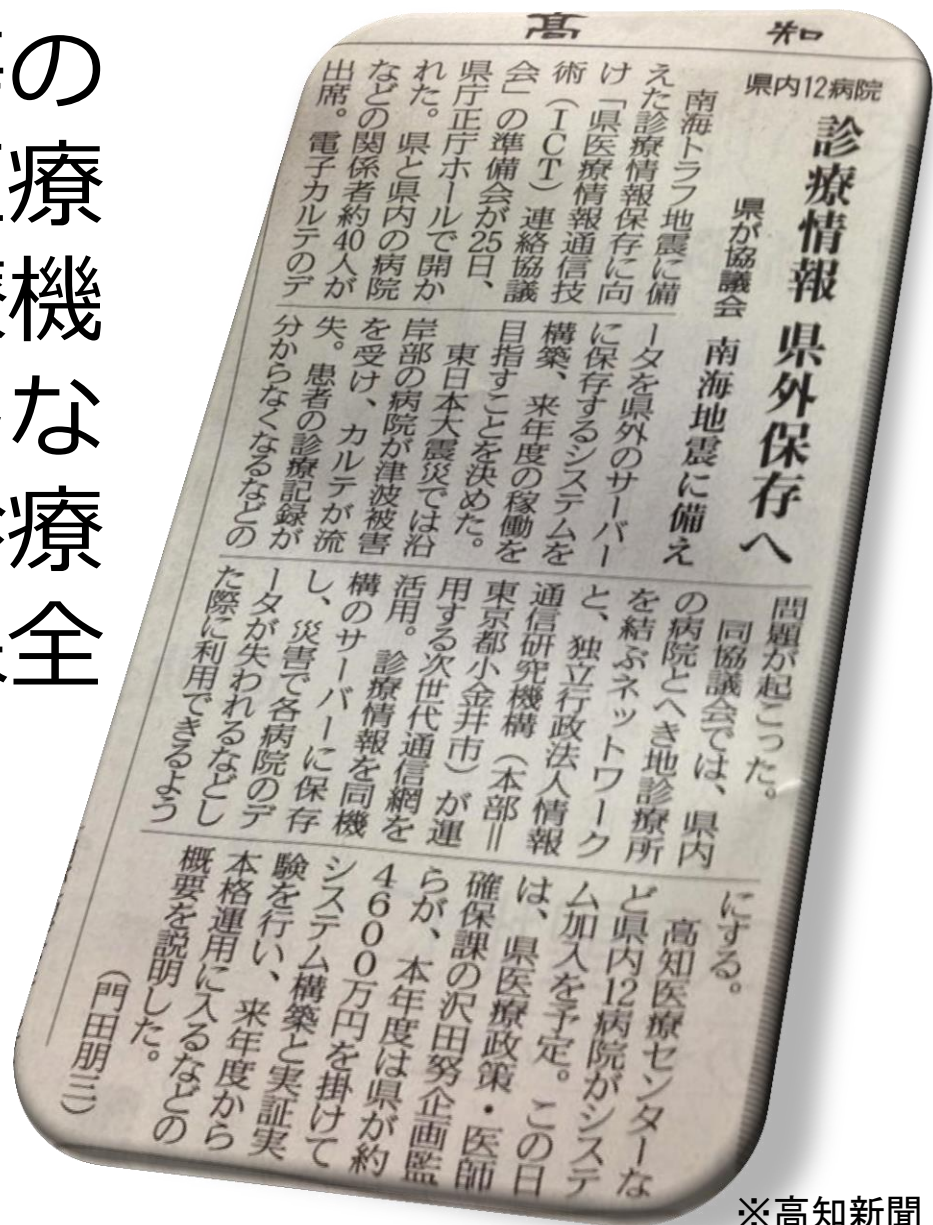 の
療
機
な
療
全
高知
県内12病院
診療情報 県外保存へ
県が協議会 南海地震に備え
南海トラフ地震に備
えた診療情報保存に向
け「県医療情報通信技
術（ICT）連絡協議
会」の準備会が25日、
県庁正庁ホールで開か
れた。県と県内の病院
などの関係者約40人が
出席。電子カルテのデ
ータを県外のサーバー
に保存するシステムを
構築、来年度の稼働を
目指すことを決めた。
東日本大震災では沿
岸部の病院が津波被害
を受け、カルテが流
失。患者の診療記録が
分からなくなるなどの
問題が起こった。
同協議会では、県内
の病院とへき地診療所
を結ぶネットワーク
と、独立行政法人情報
通信研究機構（本部＝
東京都小金井市）が運
用する次世代通信網を
活用。診療情報を同機
構のサーバーに保存
し、災害で各病院のデ
ータが失われるなどし
た際に利用できるよう
にする。
高知医療センターな
ど県内12病院がシステ
ム加入を予定。この日
は、県医療政策・医師
確保課の沢田努企画監
らが、本年度は県が約
4600万円を掛けて
システム構築と実証実
験を行い、来年度から
本格運用に入るなどの
概要を説明した。
（門田朋三）
※高知新聞